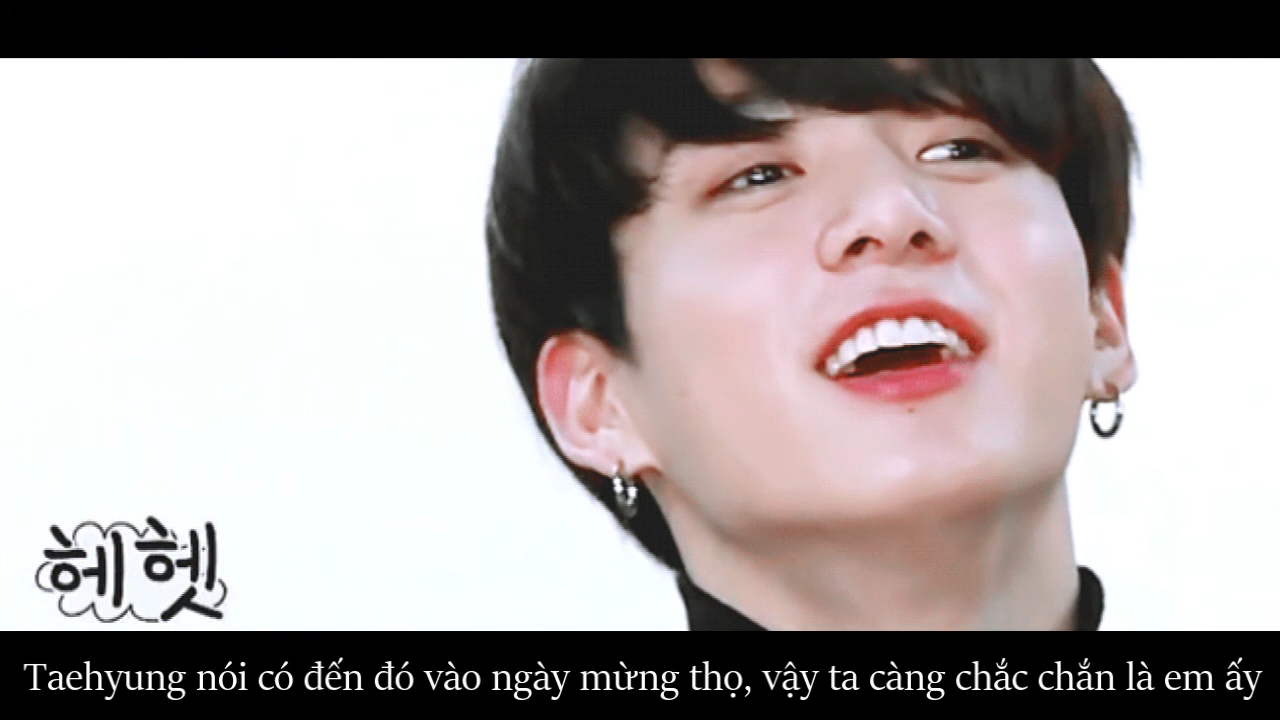 헤헷
Taehyung nói có đến đó vào ngày mừng thọ, vậy ta càng chắc chắn là em ấy